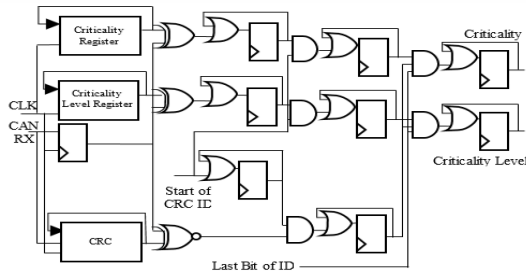 Criticality
Register
Criticality
Criticality
Level Register
CLK
CAN
RX
Criticality Level
Start of
CRC ID
CRC
Last Bit of ID